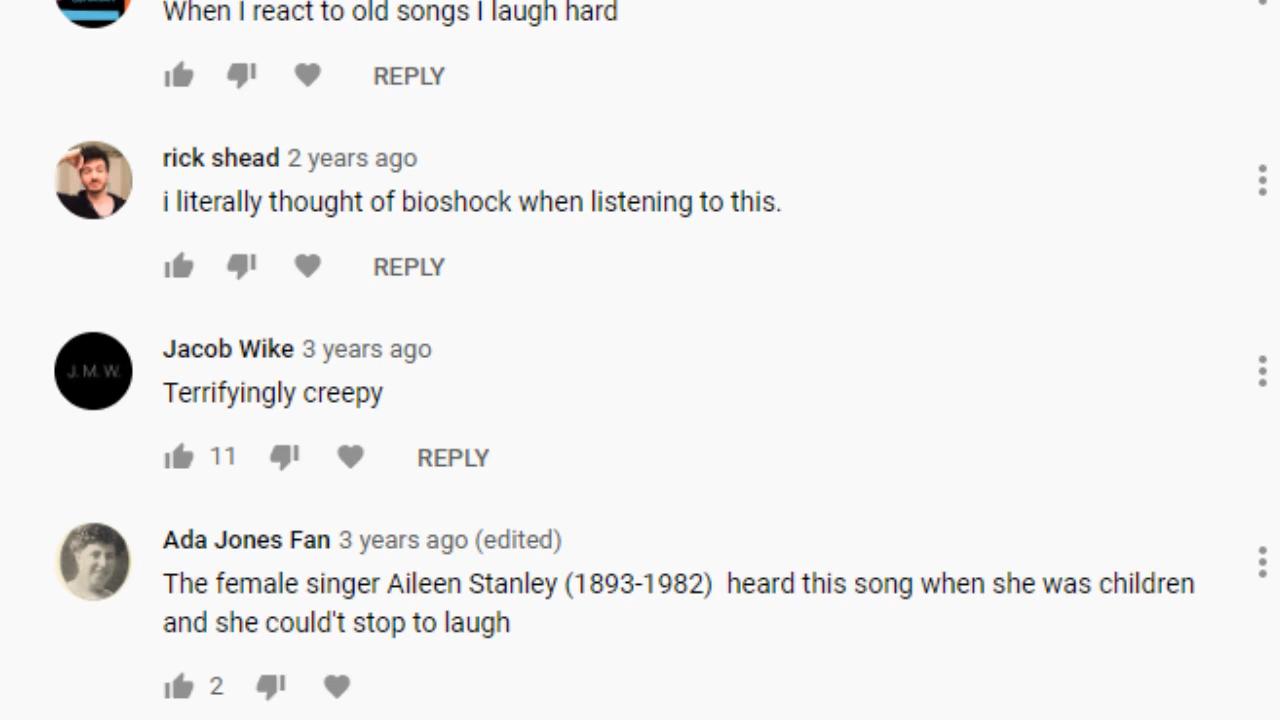 When I react to old songs I laugh hard
REPLY
rick shead 2 years ago
i literally thought of bioshock when listening to this.
REPLY
J. M. W.
Jacob Wike 3 years ago
Terrifyingly creepy
11 REPLY
Ada Jones Fan 3 years ago (edited)
The female singer Aileen Stanley (1893-1982)  heard this song when she was children
and she could't stop to laugh
2